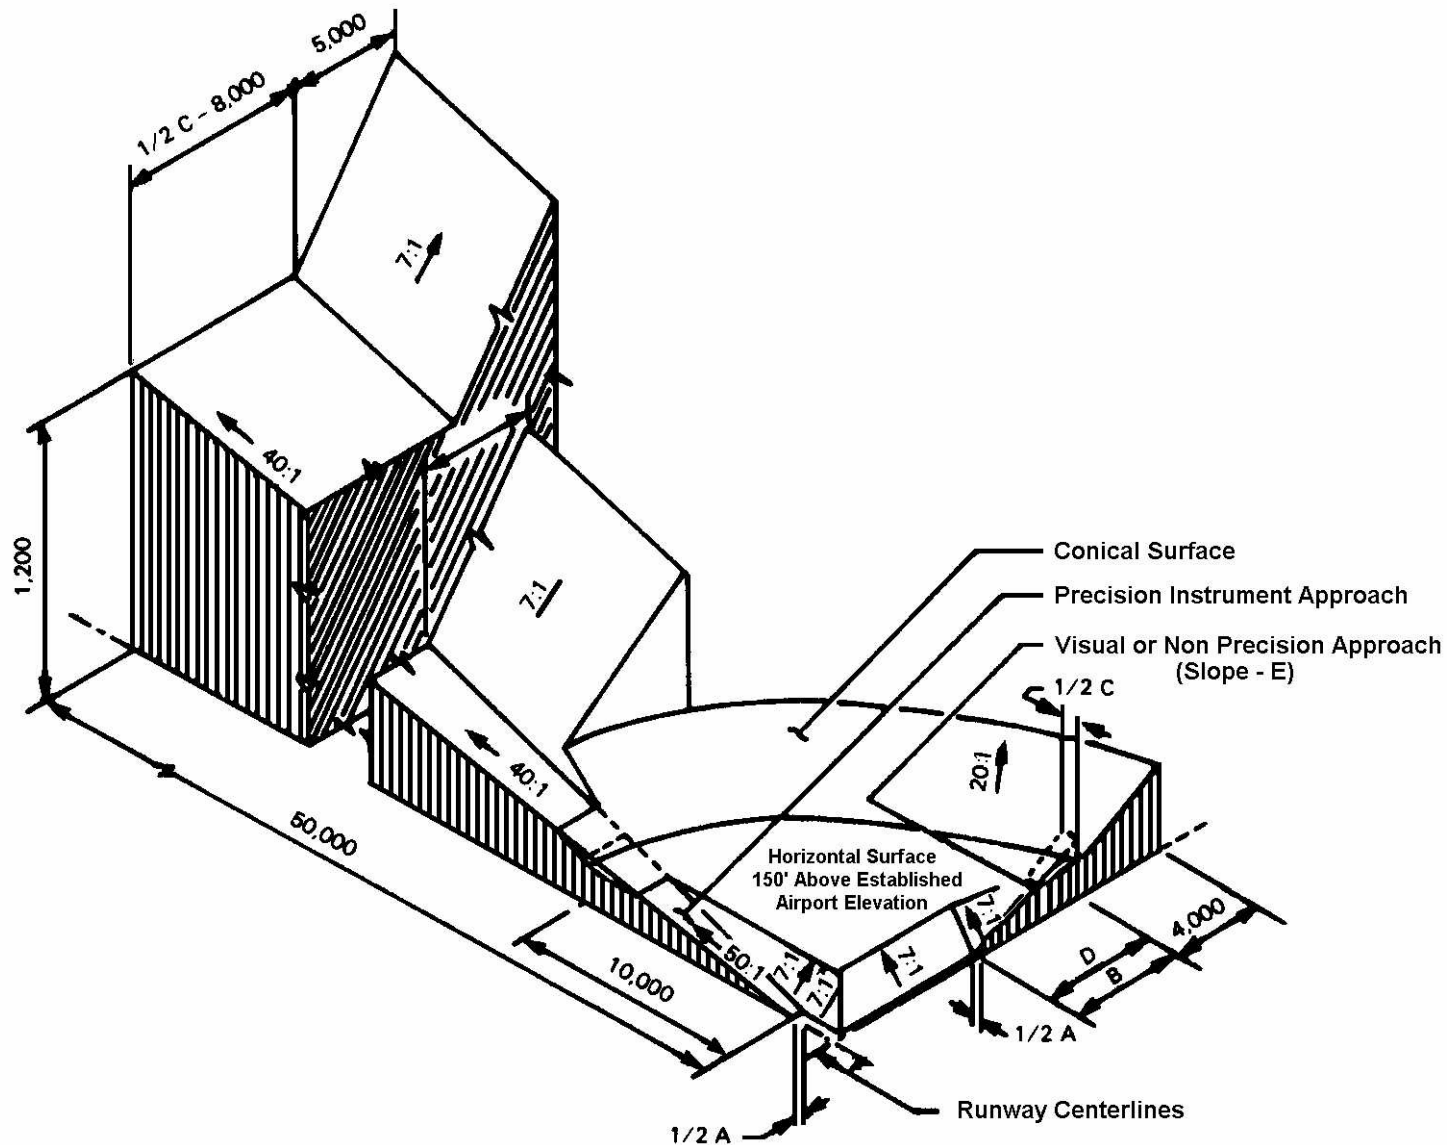 5,000
1/2 C - 8,000
7:1
40:1
1,200
7:1
Conical Surface
Precision Instrument Approach
Visual or Non Precision Approach
(Slope - E)
1/2 C
40:1
20:1
50,000
Horizontal Surface
150' Above Established
Airport Elevation
7:1
4,000
50:1
7:1
7:1
7:1
D
B
10,000
1/2 A
Runway Centerlines
1/2 A